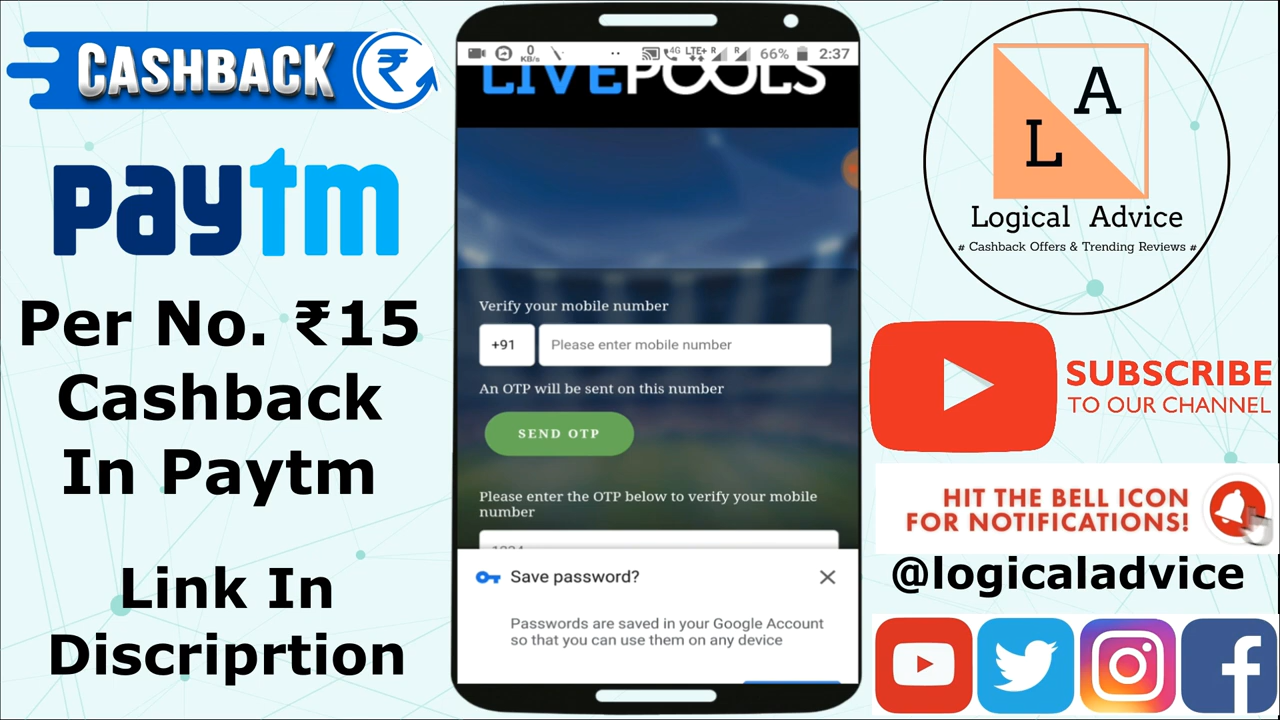 CASHBACK ₹
paytm
Per No. ₹15
Cashback
In Paytm
Link In
Discriprtion
0
KB/s
4G
LTE+
R
R
66%
2:37
LIVEPOOLS
Verify your mobile number
+91
Please enter mobile number
An OTP will be sent on this number
SEND OTP
Please enter the OTP below to verify your mobile
number
1234
Save password?
Passwords are saved in your Google Account
so that you can use them on any device
L A
Logical Advice
# Cashback Offers & Trending Reviews #
SUBSCRIBE
TO OUR CHANNEL
HIT THE BELL ICON
FOR NOTIFICATIONS!
@logicaladvice
f